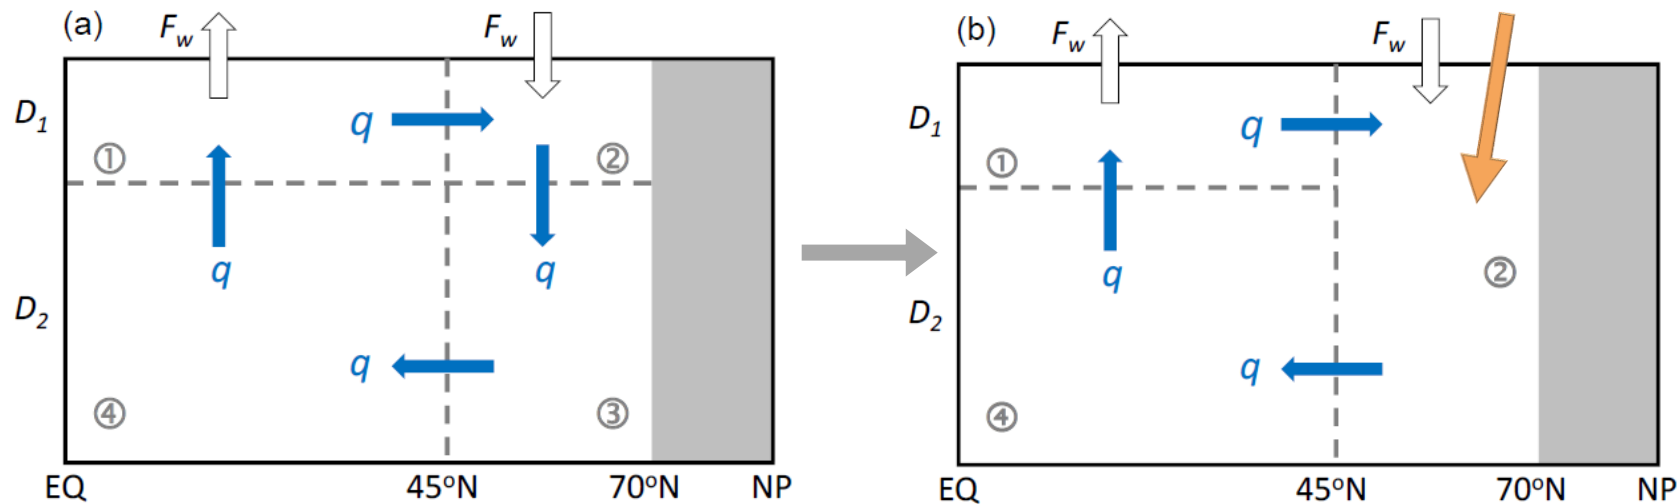 (a)
F_w
F_w
D_1
q
①
②
q
q
D_2
q
④
③
EQ
45°N
70°N
NP
(b)
F_w
F_w
D_1
q
①
q
②
D_2
q
④
EQ
45°N
70°N
NP